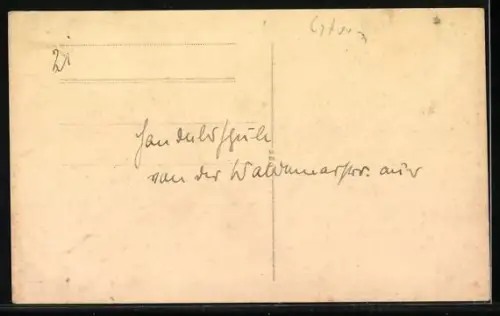 Handelsschule
von der Waldemarstr. aus